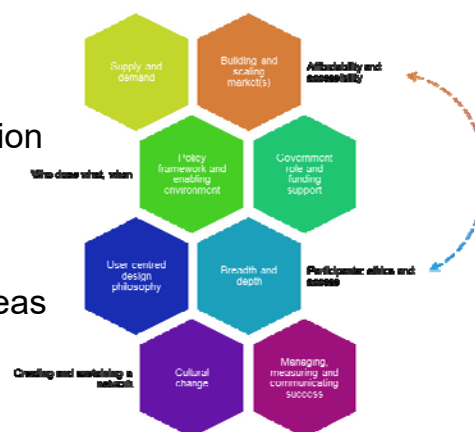 Supply and
demand
Building and
scaling
market(s)
Affordability and
accessibility
ion
Who does what, when
Policy
framework and
enabling
environment
Government
role and
funding
support
User centred
design
philosophy
Breadth and
depth
Participants: ethics and
access
eas
Creating and sustaining a
network
Cultural
change
Managing,
measuring and
communicating
success